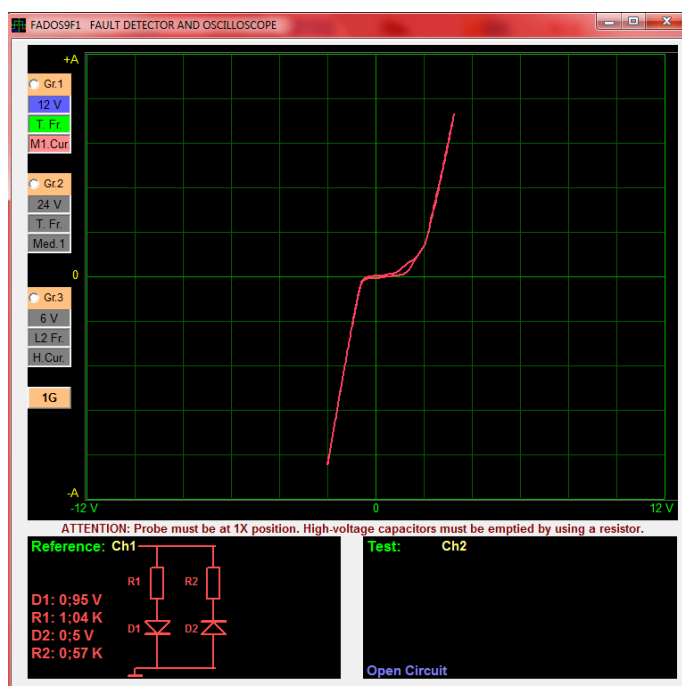 FADOS9F1 FAULT DETECTOR AND OSCILLOSCOPE
+A
Gr.1
12 V
T. Fr.
M1.Cur
Gr.2
24 V
T. Fr.
Med.1
0
Gr.3
6 V
L2 Fr.
H.Cur.
1G
-A
-12 V 0 12 V
ATTENTION: Probe must be at 1X position. High-voltage capacitors must be emptied by using a resistor.
Reference: Ch1
R1 R2
D1: 0;95 V
R1: 1;04 K
D2: 0;5 V
R2: 0;57 K
D1 D2
Test: Ch2
Open Circuit